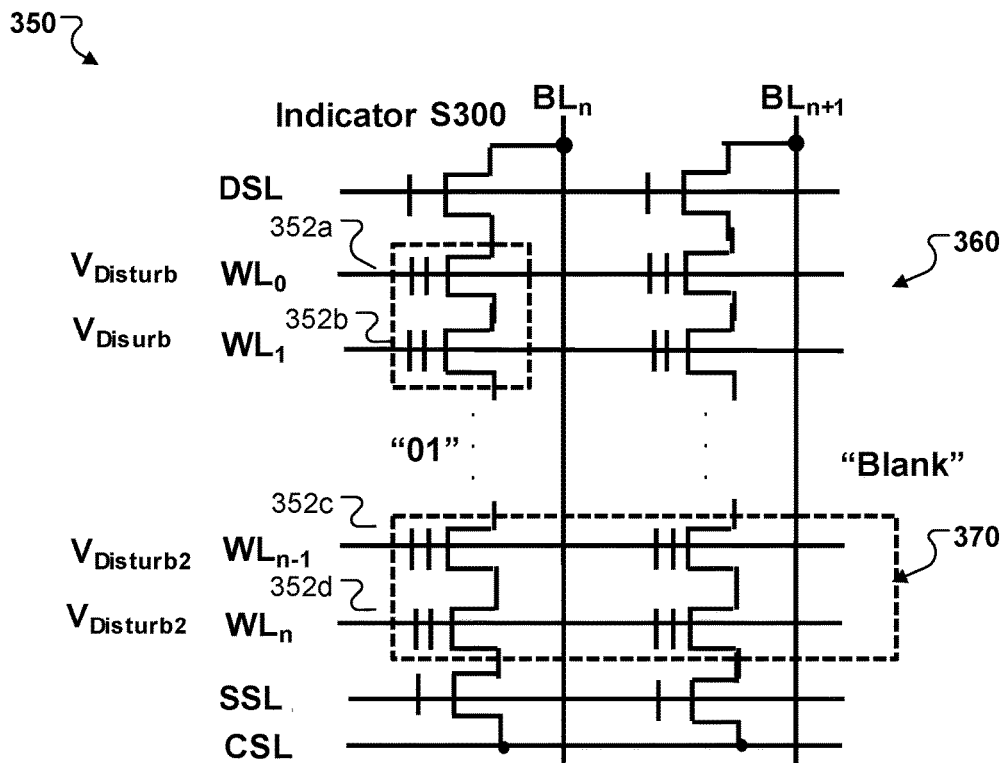 350
Indicator S300
BLn
BLn+1
DSL
352a
VDisturb WL0
360
352b
VDisurb WL1
“01”
“Blank”
352c
VDisturb2 WLn-1
370
352d
VDisturb2 WLn
SSL
CSL